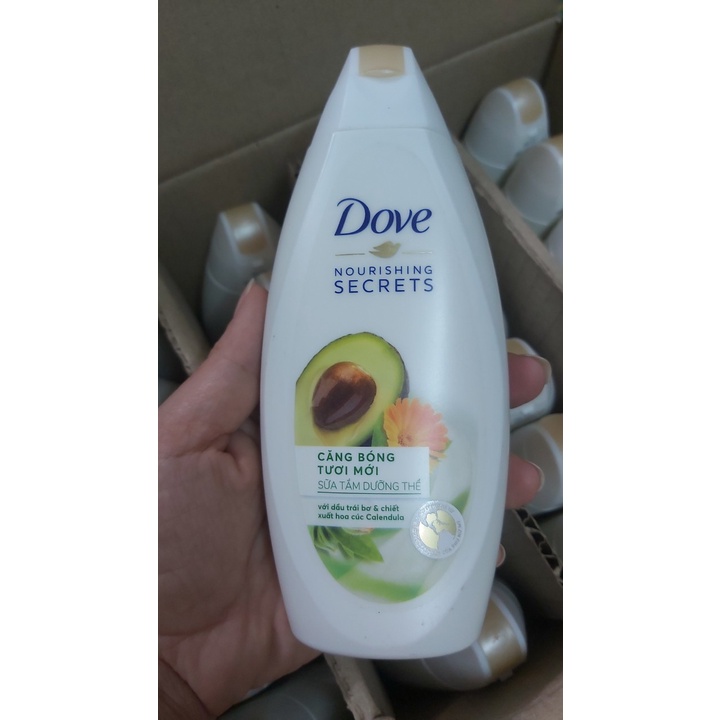 Dove
NOURISHING
SECRETS
CĂNG BÓNG
TƯƠI MỚI
SỮA TẮM DƯỠNG THỂ
với dầu trái bơ & chiết
xuất hoa cúc Calendula